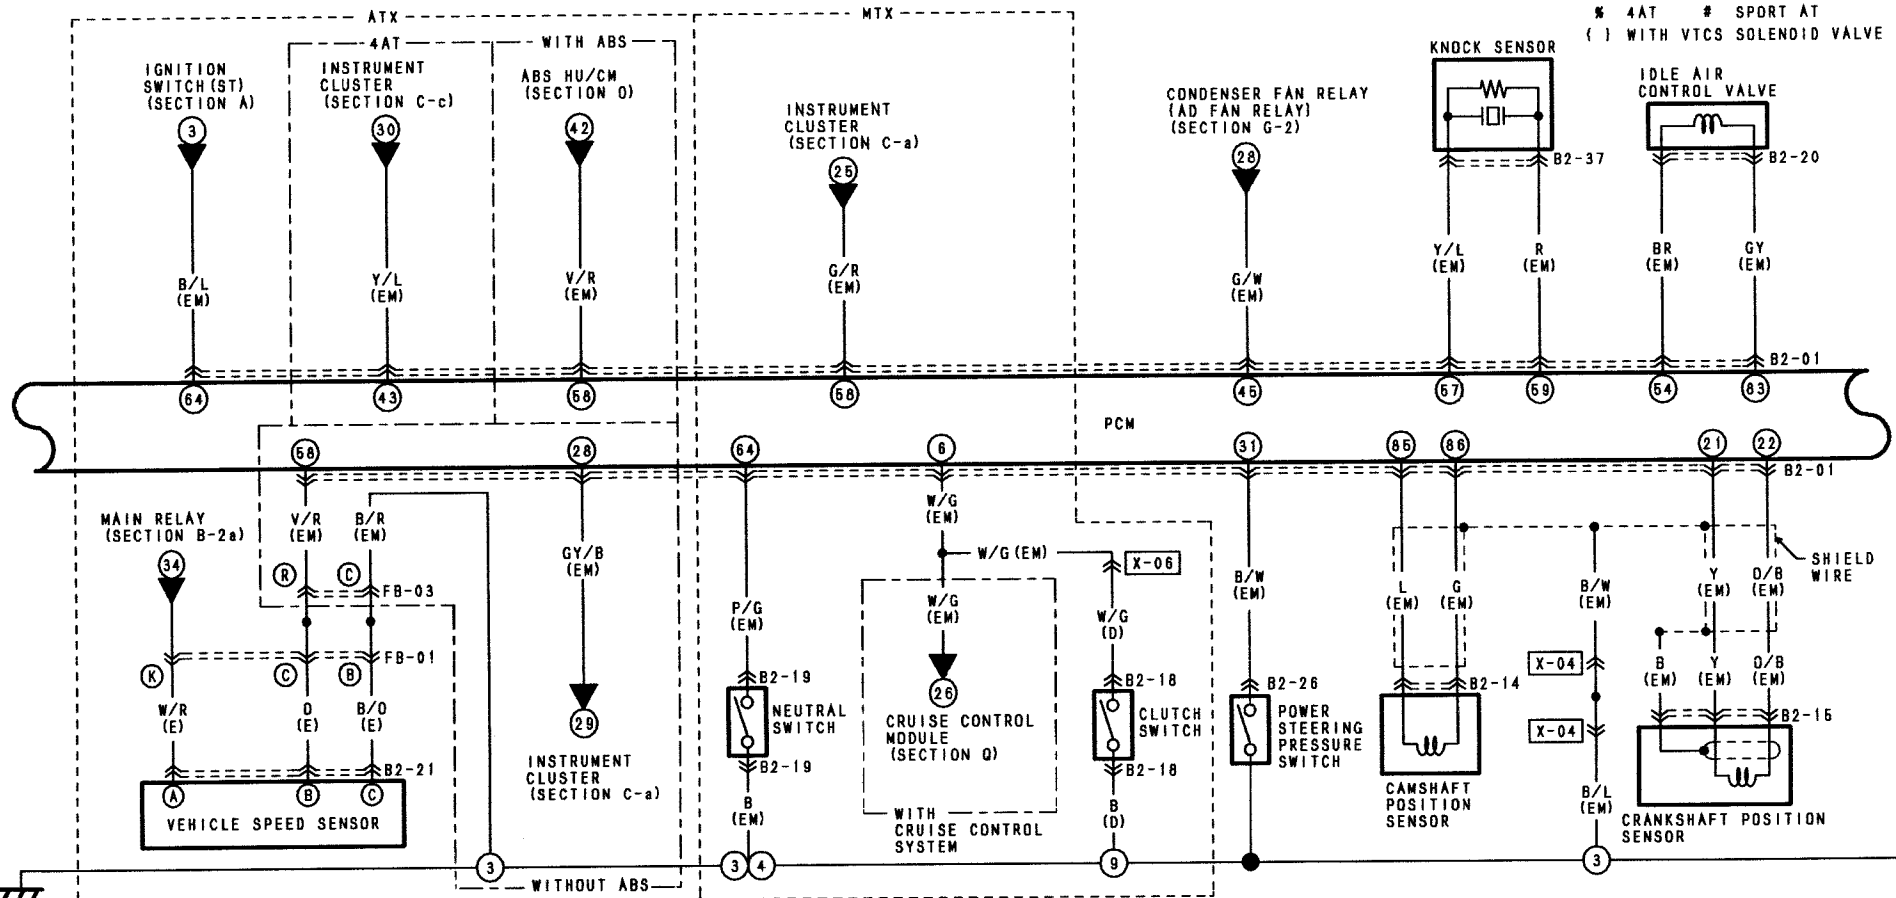 ATX
MTX
% 4AT # SPORT AT
( ) WITH VTCS SOLENOID VALVE
4AT
WITH ABS
IGNITION
SWITCH(ST)
(SECTION A)
3
INSTRUMENT
CLUSTER
(SECTION C-c)
30
ABS HU/CM
(SECTION O)
42
INSTRUMENT
CLUSTER
(SECTION C-a)
25
CONDENSER FAN RELAY
(AD FAN RELAY)
(SECTION G-2)
28
KNOCK SENSOR
B2-37
IDLE AIR
CONTROL VALVE
B2-20
B/L
(EM)
Y/L
(EM)
V/R
(EM)
G/R
(EM)
G/W
(EM)
Y/L
(EM)
R
(EM)
BR
(EM)
GY
(EM)
B2-01
64
43
58
58
45
57
59
54
83
PCM
58
28
64
6
31
85
86
21
22
B2-01
MAIN RELAY
(SECTION B-2a)
34
V/R
(EM)
B/R
(EM)
R
C
FB-03
FB-01
K
C
B
W/R
(E)
O
(E)
B/O
(E)
B2-21
A
B
C
VEHICLE SPEED SENSOR
GY/B
(EM)
29
INSTRUMENT
CLUSTER
(SECTION C-a)
3
WITHOUT ABS
P/G
(EM)
B2-19
NEUTRAL
SWITCH
B2-19
B
(EM)
3
4
W/G
(EM)
W/G(EM)
X-06
W/G
(EM)
26
CRUISE CONTROL
MODULE
(SECTION Q)
WITH
CRUISE CONTROL
SYSTEM
W/G
(D)
B2-18
CLUTCH
SWITCH
B2-18
B
(D)
9
B/W
(EM)
B2-26
POWER
STEERING
PRESSURE
SWITCH
L
(EM)
G
(EM)
B2-14
CAMSHAFT
POSITION
SENSOR
B/W
(EM)
X-04
X-04
B/L
(EM)
3
Y
(EM)
O/B
(EM)
SHIELD
WIRE
B
(EM)
Y
(EM)
O/B
(EM)
B2-15
CRANKSHAFT POSITION
SENSOR